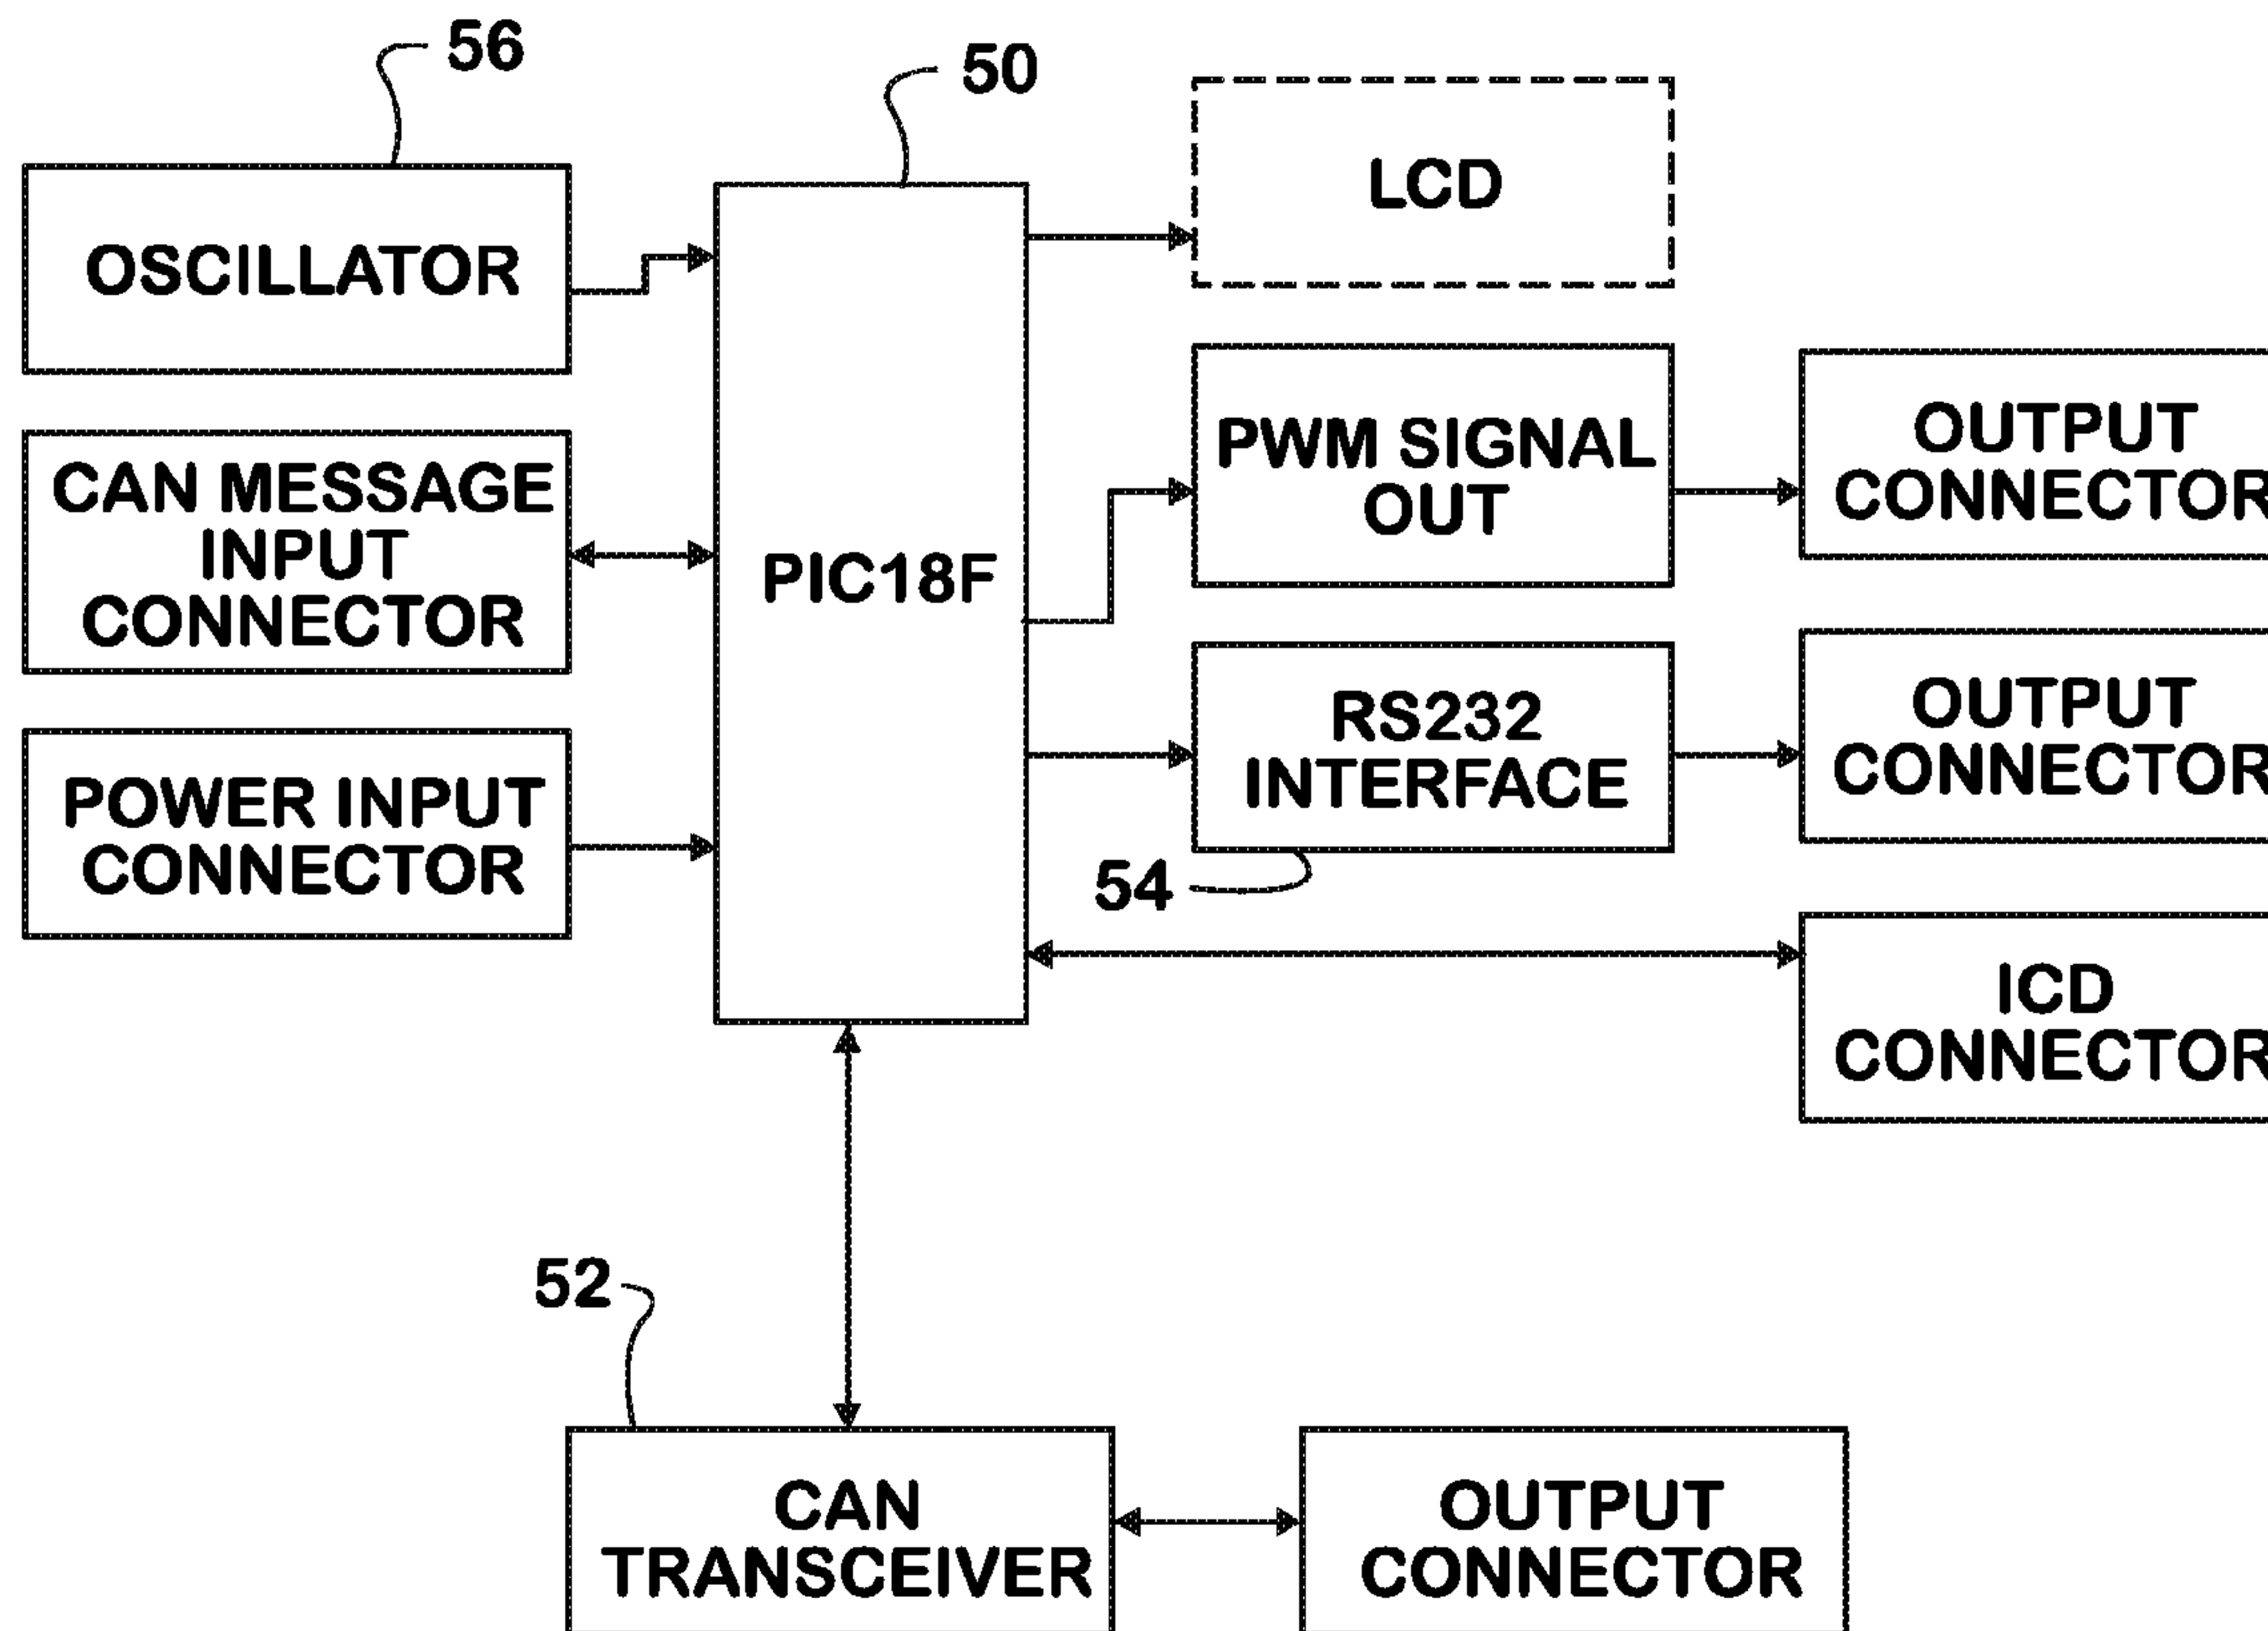 56
50
LCD
OSCILLATOR
PWM SIGNAL
OUT
OUTPUT
CONNECTOR
CAN MESSAGE
INPUT
CONNECTOR
PIC18F
RS232
INTERFACE
54
OUTPUT
CONNECTOR
POWER INPUT
CONNECTOR
ICD
CONNECTOR
52
CAN
TRANSCEIVER
OUTPUT
CONNECTOR